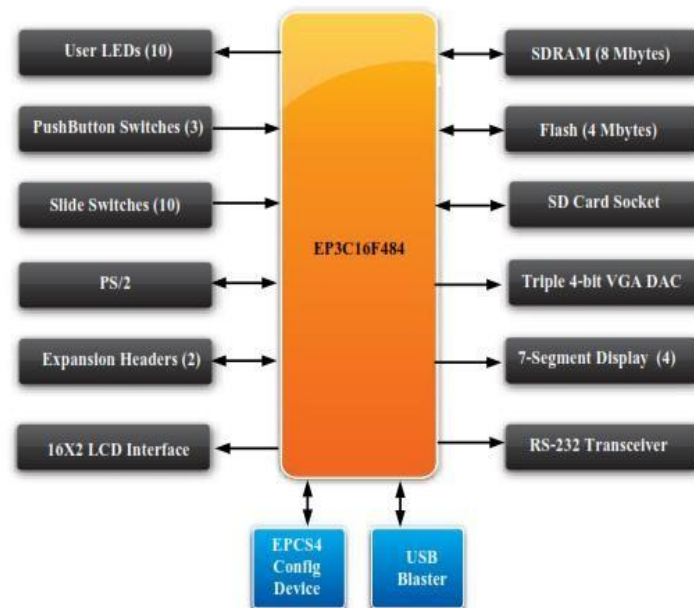 User LEDs (10)
PushButton Switches (3)
Slide Switches (10)
PS/2
Expansion Headers (2)
16X2 LCD Interface
EP3C16F484
SDRAM (8 Mbytes)
Flash (4 Mbytes)
SD Card Socket
Triple 4-bit VGA DAC
7-Segment Display (4)
RS-232 Transceiver
EPCS4
Config
Device
USB
Blaster